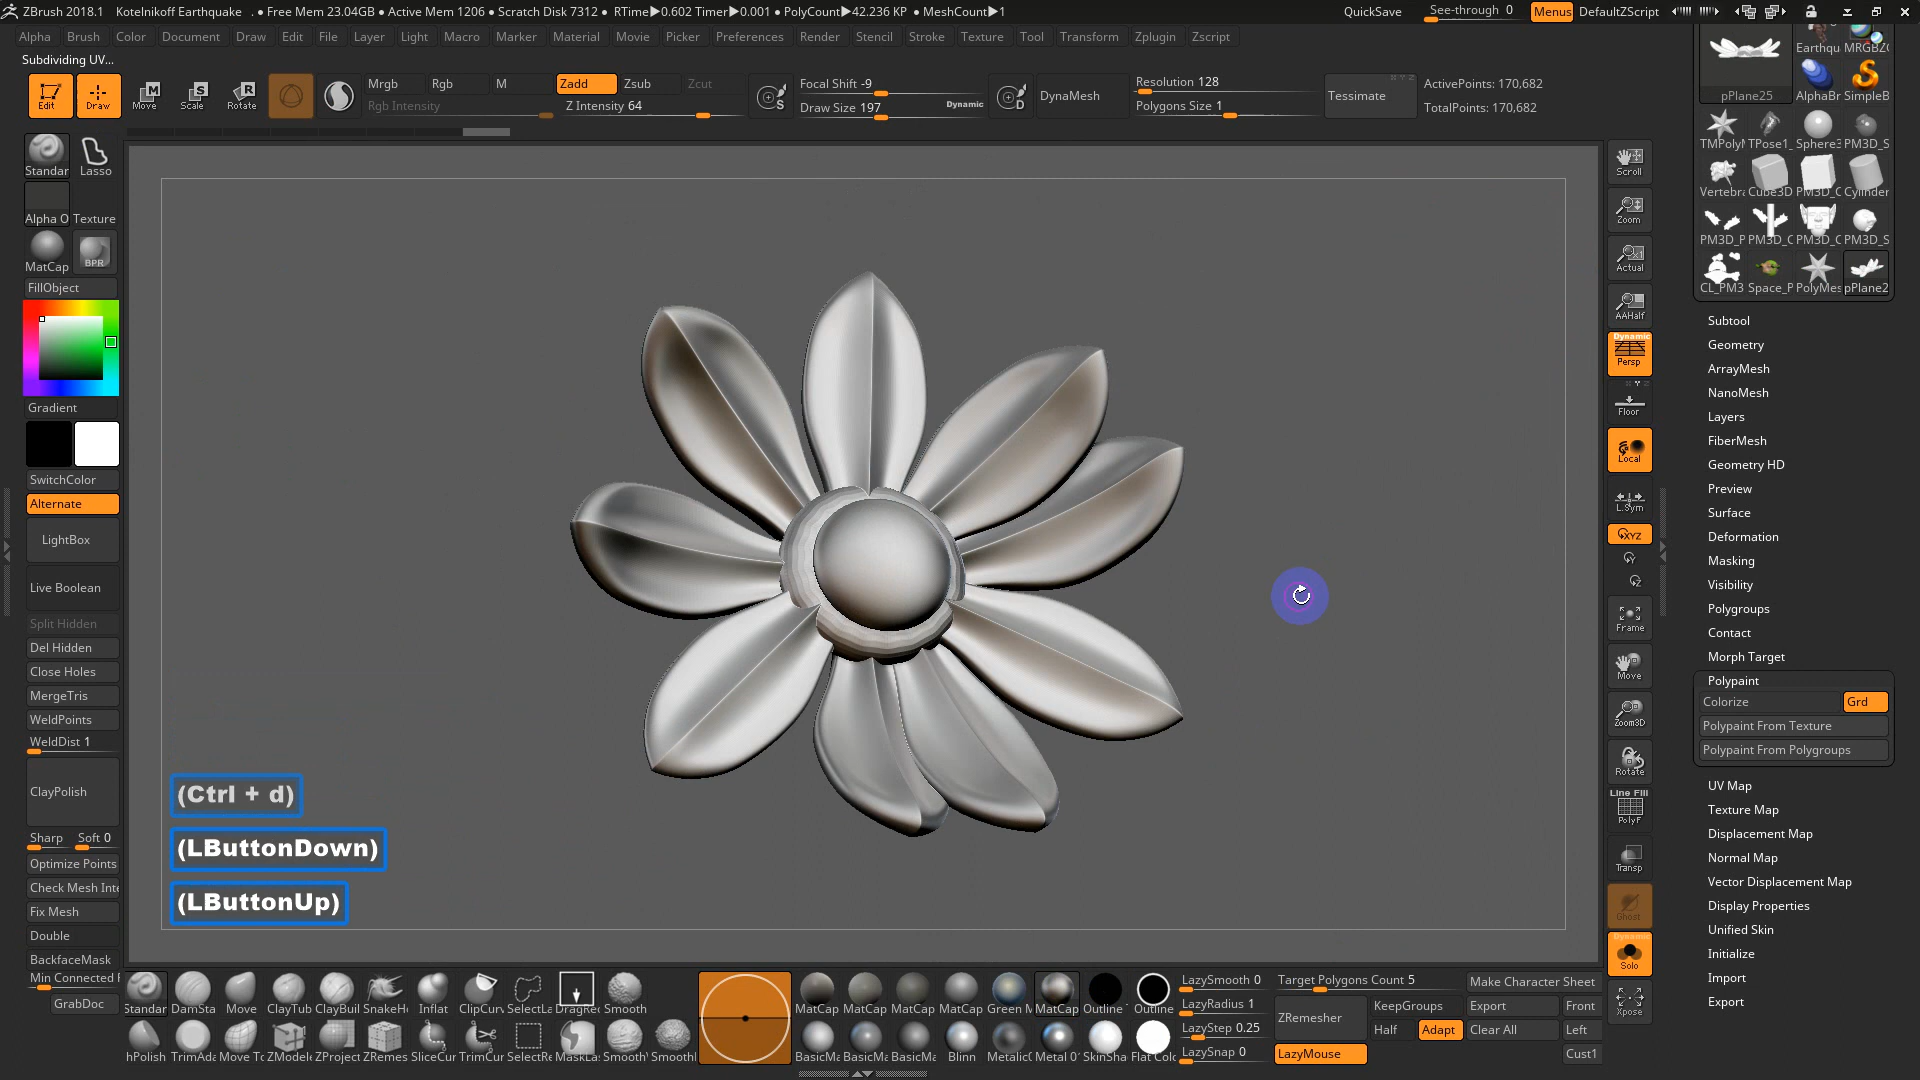 ZBrush 2018.1 Kotelnikoff Earthquake . • Free Mem 23.04GB • Active Mem 1206 • Scratch Disk 7312 • RTime▶0.602 Timer▶0.001 • PolyCount▶42.236 KP • MeshCount▶1 QuickSave See-through 0 Menus DefaultZScript
Alpha Brush Color Document Draw Edit File Layer Light Macro Marker Material Movie Picker Preferences Render Stencil Stroke Texture Tool Transform Zplugin Zscript
Subdividing UV...
Edit Draw Move Scale Rotate
Mrgb Rgb M Zadd Zsub Zcut
Rgb Intensity Z Intensity 64
Focal Shift -9
Draw Size 197 Dynamic
DynaMesh
Resolution 128
Polygons Size 1
Tessimate
ActivePoints: 170,682
TotalPoints: 170,682
Standar Lasso
Alpha O Texture
MatCap BPR
FillObject
Gradient
SwitchColor
Alternate
LightBox
Live Boolean
Split Hidden
Del Hidden
Close Holes
MergeTris
WeldPoints
WeldDist 1
ClayPolish
Sharp Soft 0
Optimize Points
Check Mesh Inte
Fix Mesh
Double
BackfaceMask
Min Connected P
GrabDoc
(Ctrl + d)
(LButtonDown)
(LButtonUp)
Scroll
Zoom
Actual
AAHalf
Dynamic
Persp
Floor
Local
L.Sym
XYZ
Y
Z
Frame
Move
Zoom3D
Rotate
Line Fill
PolyF
Transp
Ghost
Dynamic
Solo
Xpose
pPlane25 Earthqu MRGBZG
AlphaBr SimpleB
TMPolyM TPose1_ Sphere3 PM3D_S
Vertebra Cube3D PM3D_C Cylinder
PM3D_P PM3D_C PM3D_C PM3D_S
CL_PM3 Space_P PolyMes pPlane2
Subtool
Geometry
ArrayMesh
NanoMesh
Layers
FiberMesh
Geometry HD
Preview
Surface
Deformation
Masking
Visibility
Polygroups
Contact
Morph Target
Polypaint
Colorize Grd
Polypaint From Texture
Polypaint From Polygroups
UV Map
Texture Map
Displacement Map
Normal Map
Vector Displacement Map
Display Properties
Unified Skin
Initialize
Import
Export
Standar DamSta Move ClayTub ClayBuil SnakeHo Inflat ClipCurv SelectLa DragRec Smooth
hPolish TrimAda Move To ZModele ZProject ZRemes SliceCur TrimCur SelectRe MaskLas Smooth Smooth
MatCap MatCap MatCap MatCap Green M MatCap Outline Outline
BasicMa BasicMa BasicMa Blinn Metalic Metal 0 SkinSha Flat Colo
LazySmooth 0
LazyRadius 1
LazyStep 0.25
LazySnap 0
Target Polygons Count 5
ZRemesher
LazyMouse
KeepGroups
Half Adapt
Make Character Sheet
Export Front
Clear All Left
Cust1